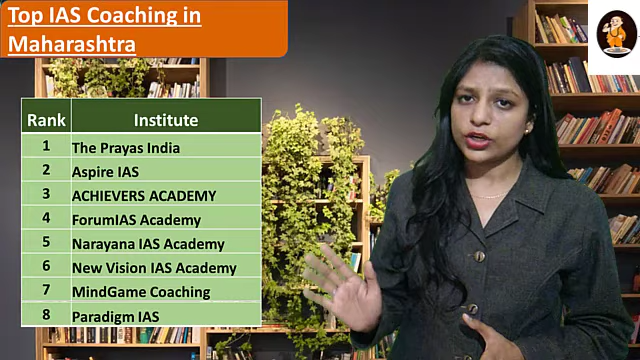 Top IAS Coaching in
Maharashtra
Rank Institute
1 The Prayas India
2 Aspire IAS
3 ACHIEVERS ACADEMY
4 ForumIAS Academy
5 Narayana IAS Academy
6 New Vision IAS Academy
7 MindGame Coaching
8 Paradigm IAS